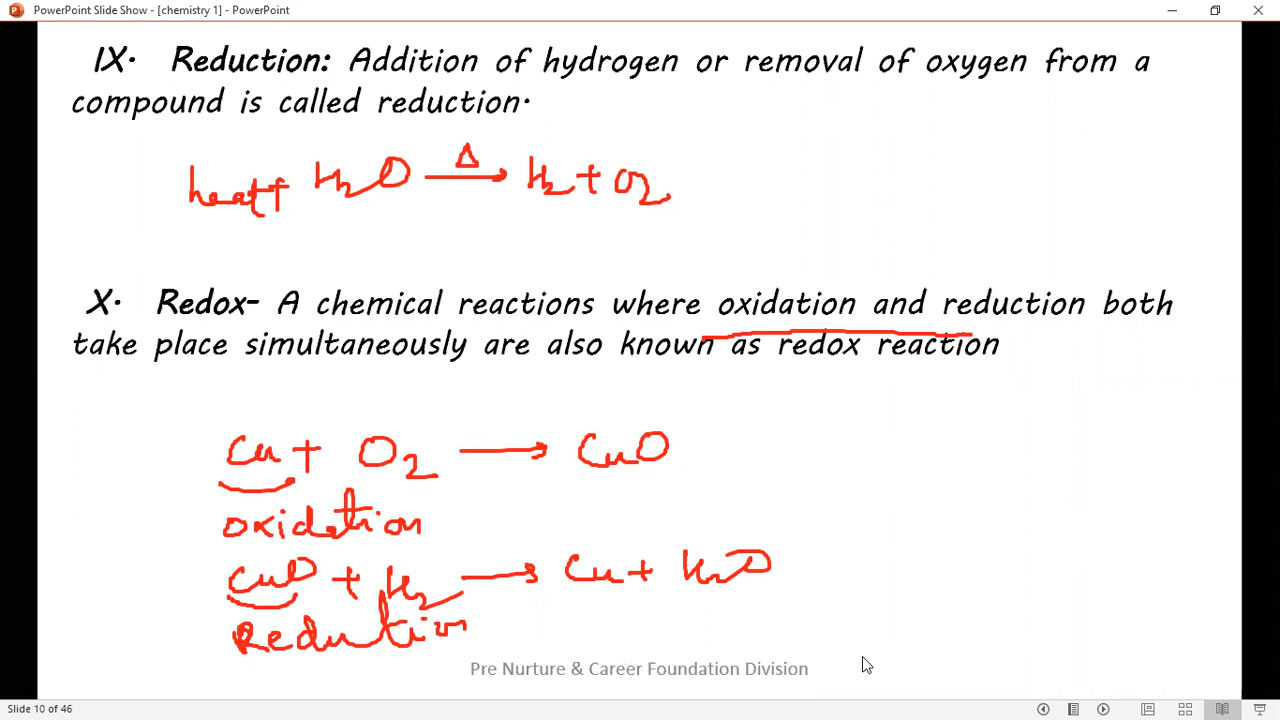 PowerPoint Slide Show - [chemistry 1] - PowerPoint
IX. Reduction: Addition of hydrogen or removal of oxygen from a
compound is called reduction.
H2O —Δ→ H2 + O2
X. Redox- A chemical reactions where oxidation and reduction both
take place simultaneously are also known as redox reaction
Cu + O2 → CuO
oxidation
CuO + H2 → Cu + H2O
Reduction
Pre Nurture & Career Foundation Division
Slide 10 of 46